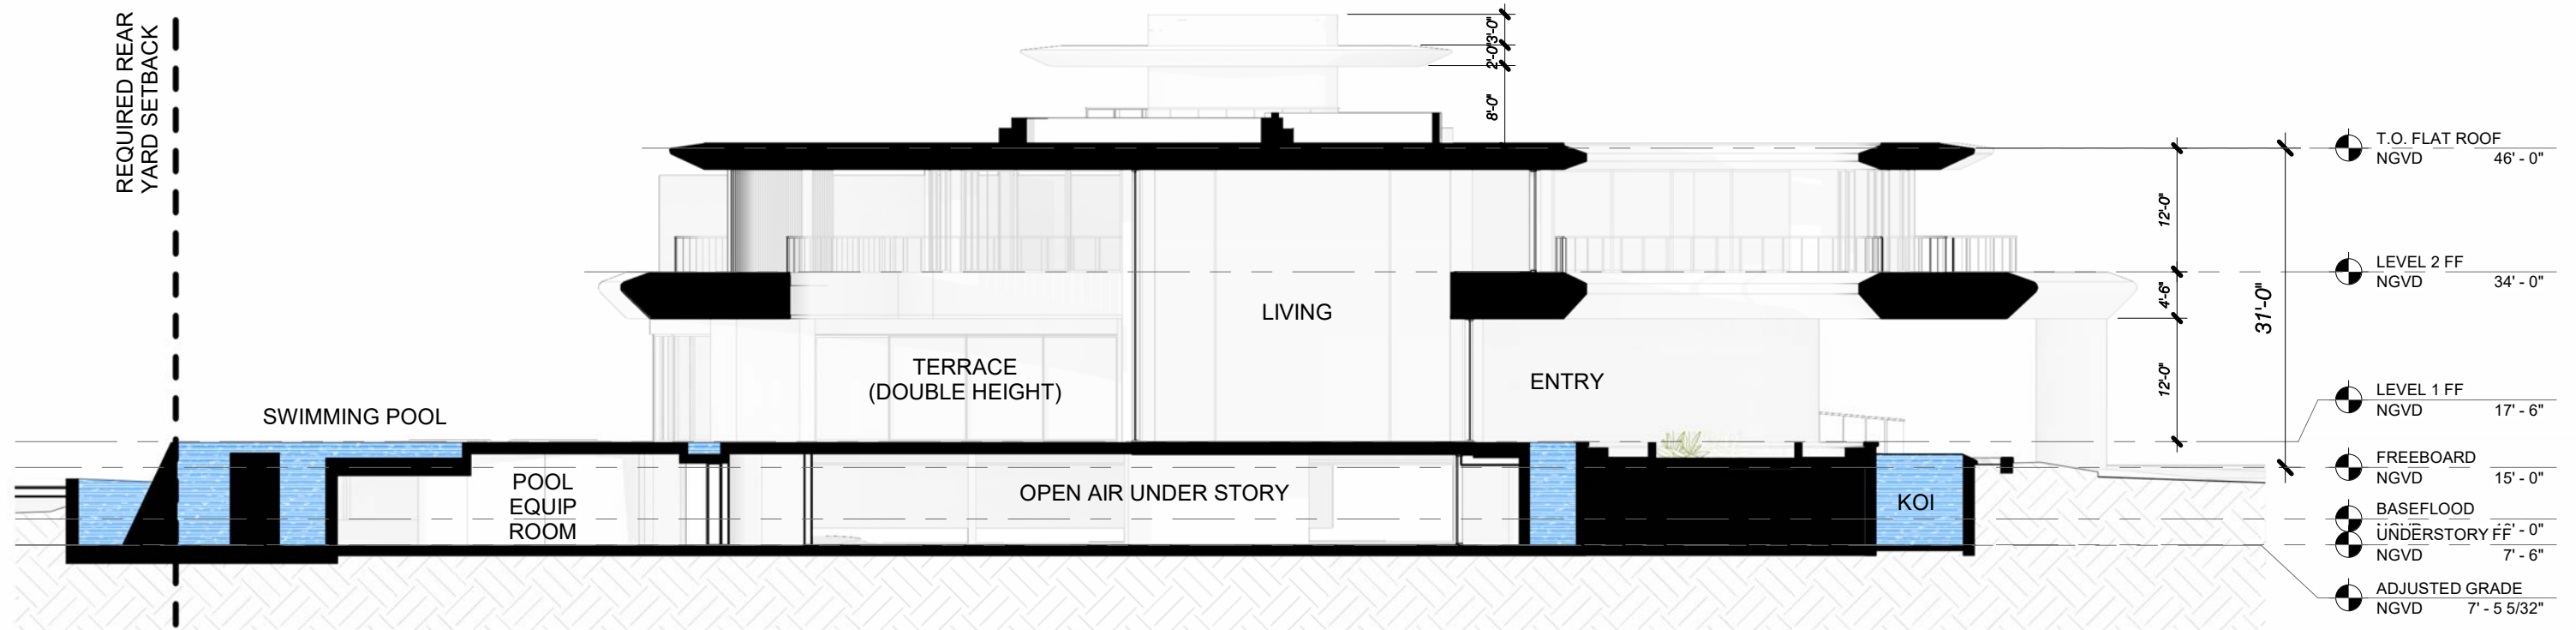 REQUIRED REAR
YARD SETBACK
3'-0"
2'-0"
8'-0"
T.O. FLAT ROOF
NGVD 46' - 0"
12'-0"
LEVEL 2 FF
NGVD 34' - 0"
4'-6"
31'-0"
LIVING
TERRACE
(DOUBLE HEIGHT)
ENTRY
12'-0"
LEVEL 1 FF
NGVD 17' - 6"
SWIMMING POOL
FREEBOARD
NGVD 15' - 0"
POOL
EQUIP
ROOM
OPEN AIR UNDER STORY
KOI
BASEFLOOD
UNDERSTORY FF
NGVD 7' - 6"
ADJUSTED GRADE
NGVD 7' - 5 5/32"